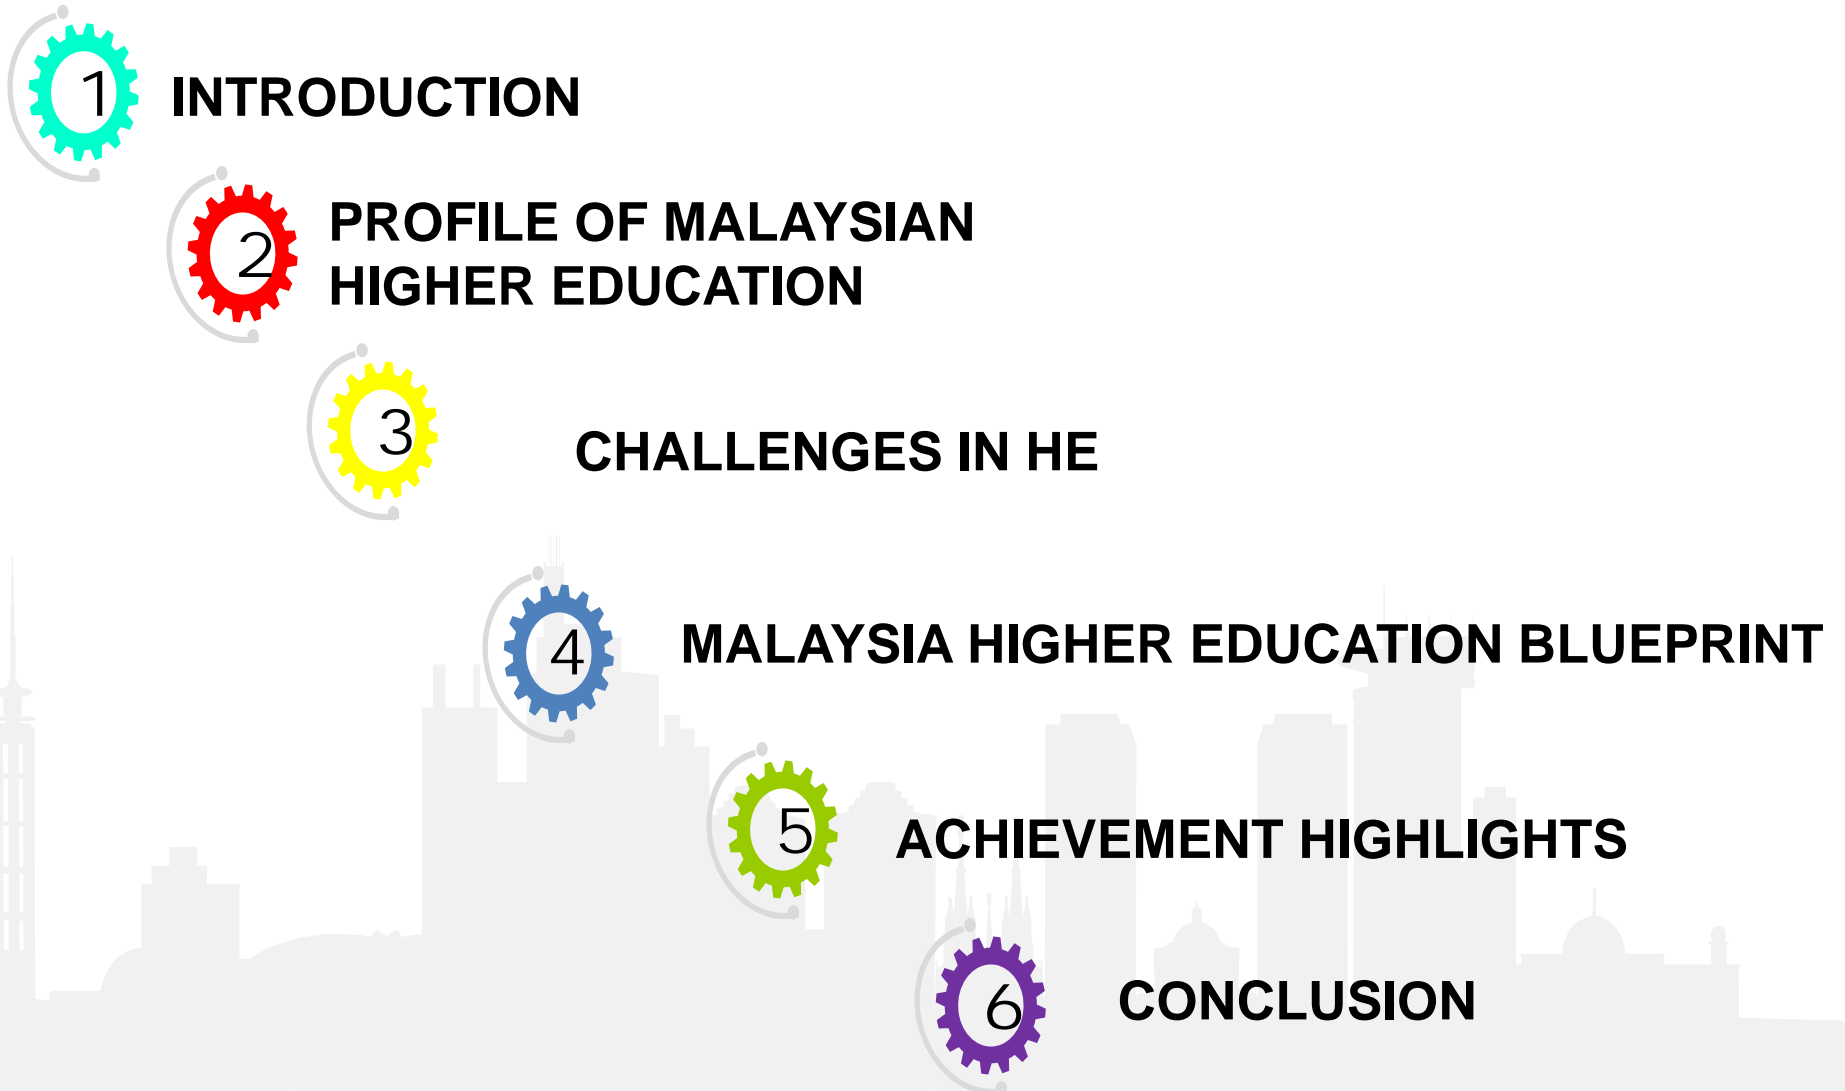 1
INTRODUCTION
2
PROFILE OF MALAYSIAN
HIGHER EDUCATION
3
CHALLENGES IN HE
4
MALAYSIA HIGHER EDUCATION BLUEPRINT
5
ACHIEVEMENT HIGHLIGHTS
6
CONCLUSION